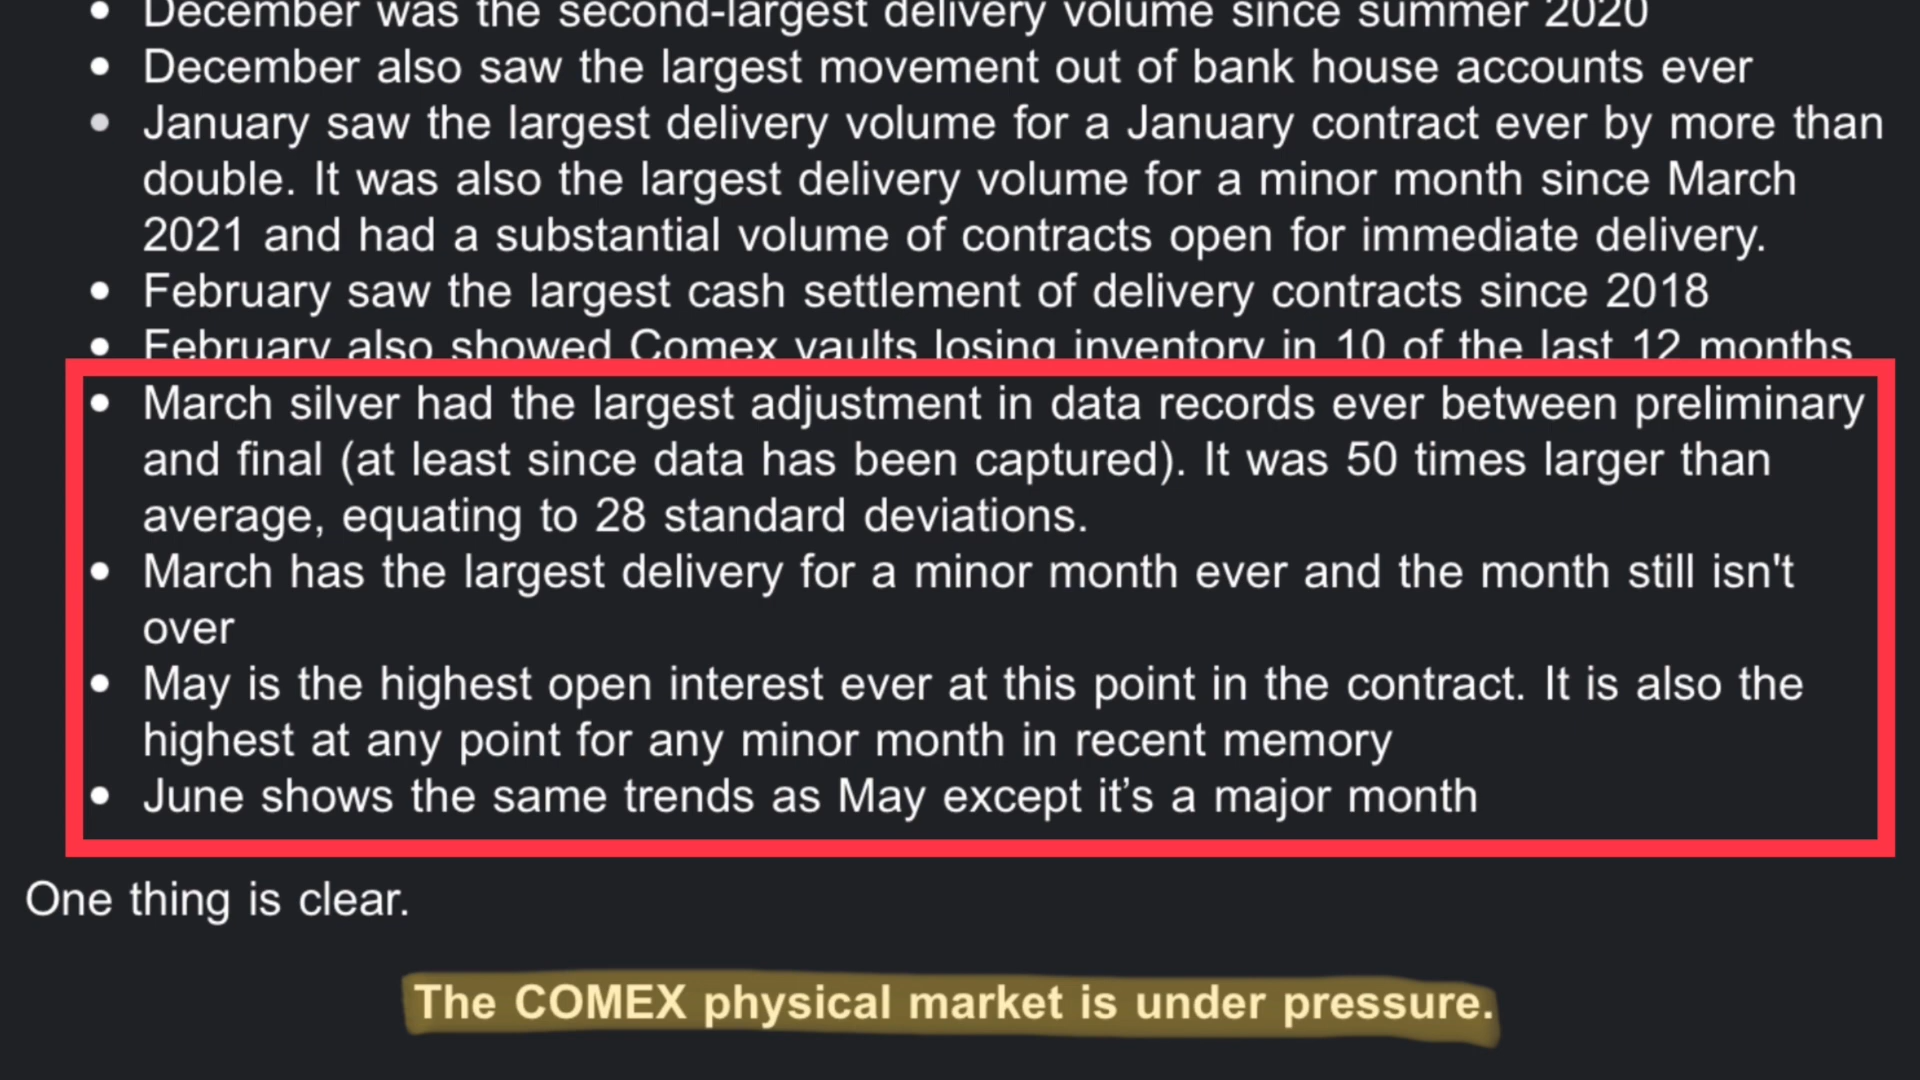 December was the second-largest delivery volume since summer 2020
December also saw the largest movement out of bank house accounts ever
January saw the largest delivery volume for a January contract ever by more than
double. It was also the largest delivery volume for a minor month since March
2021 and had a substantial volume of contracts open for immediate delivery.
February saw the largest cash settlement of delivery contracts since 2018
February also showed Comex vaults losing inventory in 10 of the last 12 months
March silver had the largest adjustment in data records ever between preliminary
and final (at least since data has been captured). It was 50 times larger than
average, equating to 28 standard deviations.
March has the largest delivery for a minor month ever and the month still isn't
over
May is the highest open interest ever at this point in the contract. It is also the
highest at any point for any minor month in recent memory
June shows the same trends as May except it’s a major month
One thing is clear.
The COMEX physical market is under pressure.